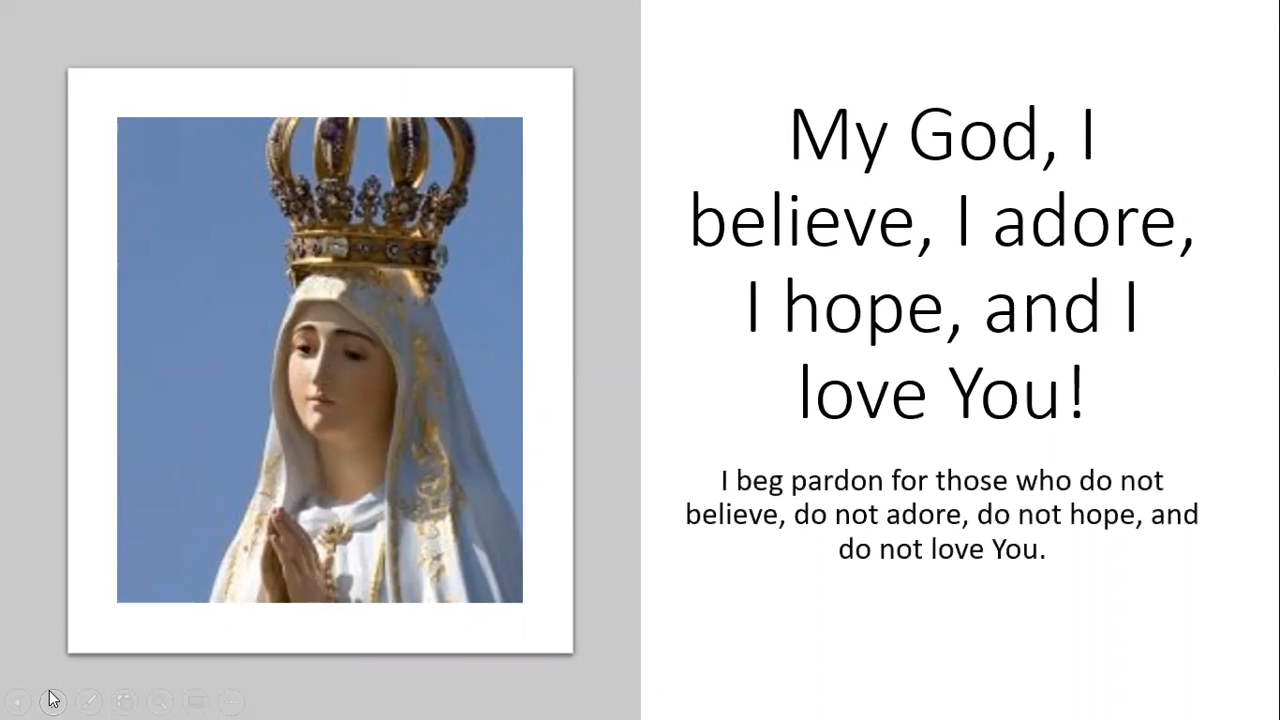 My God, I
believe, I adore,
I hope, and I
love You!
I beg pardon for those who do not
believe, do not adore, do not hope, and
do not love You.